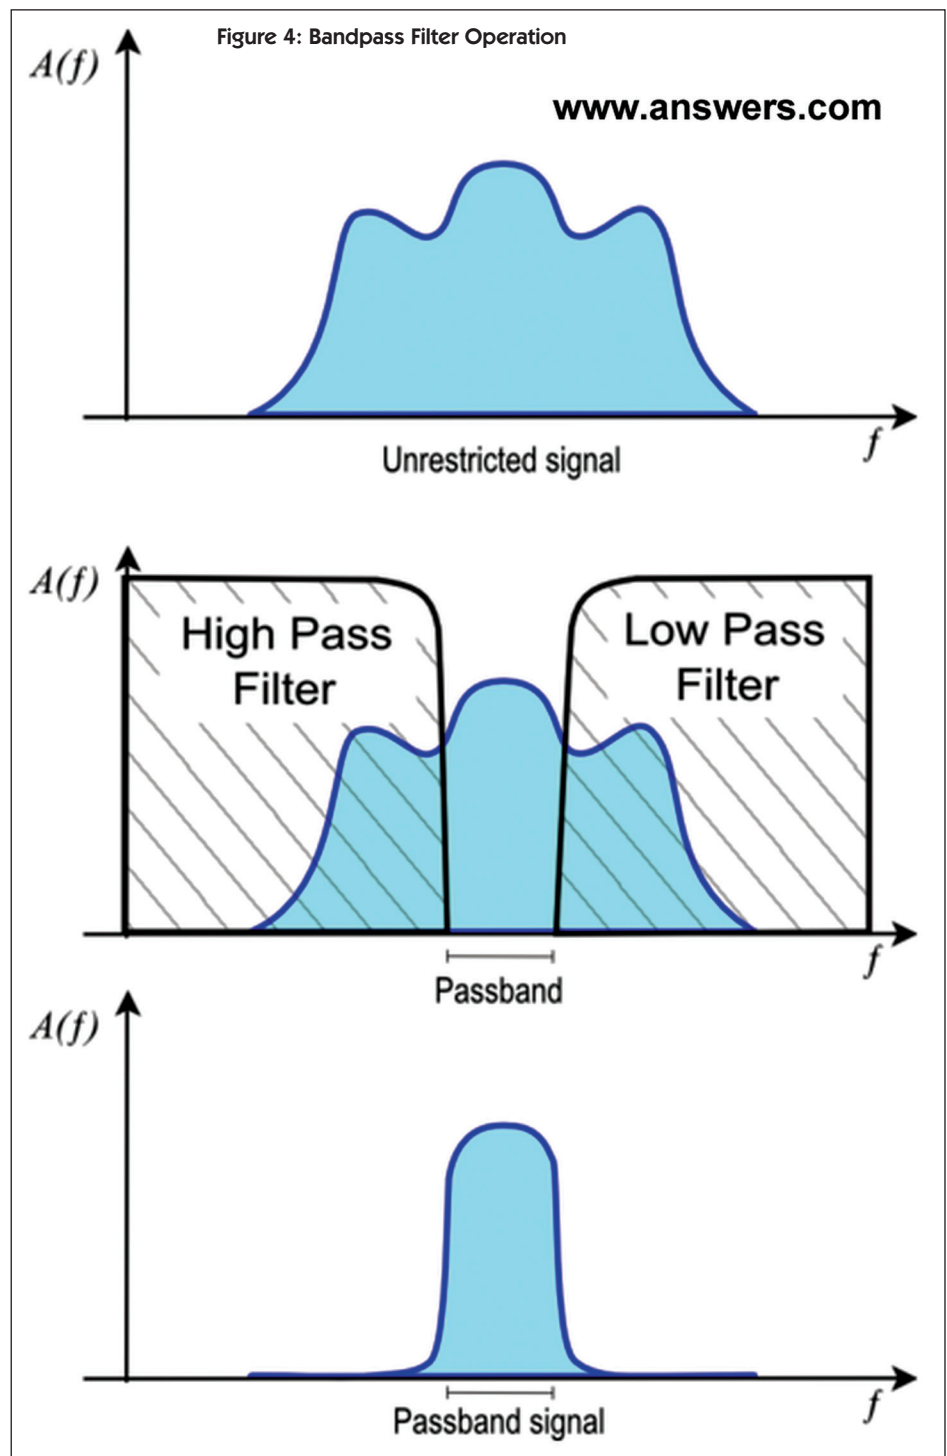 Figure 4: Bandpass Filter Operation
A(f)
www.answers.com
f
Unrestricted signal
A(f)
High Pass
Filter
Low Pass
Filter
f
Passband
A(f)
f
Passband signal